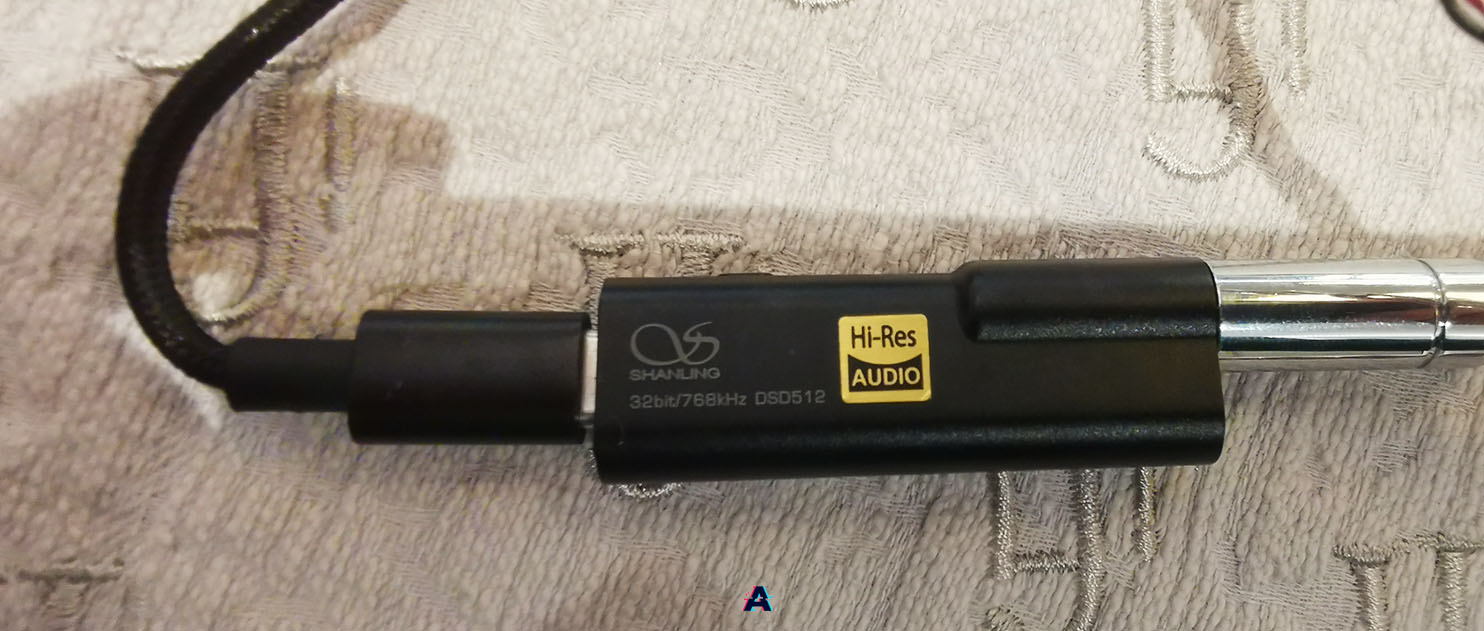 SHANLING
32bit/768kHz DSD512
Hi-Res
AUDIO
A